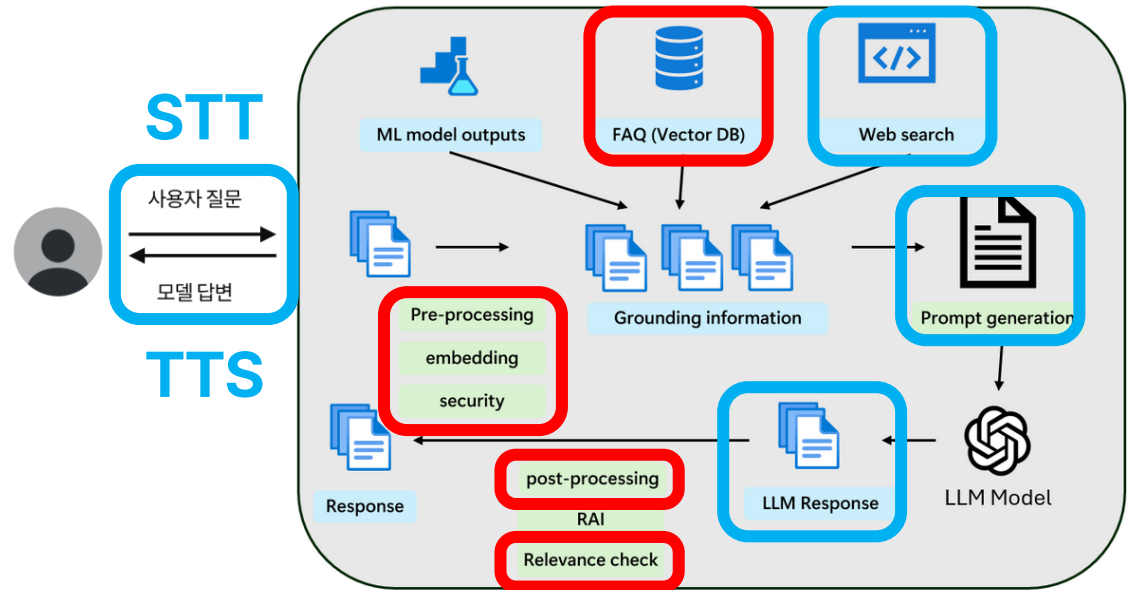 STT
사용자 질문
모델 답변
TTS
ML model outputs
FAQ (Vector DB)
Web search
Pre-processing
embedding
security
Grounding information
Prompt generation
LLM Model
LLM Response
post-processing
RAI
Relevance check
Response